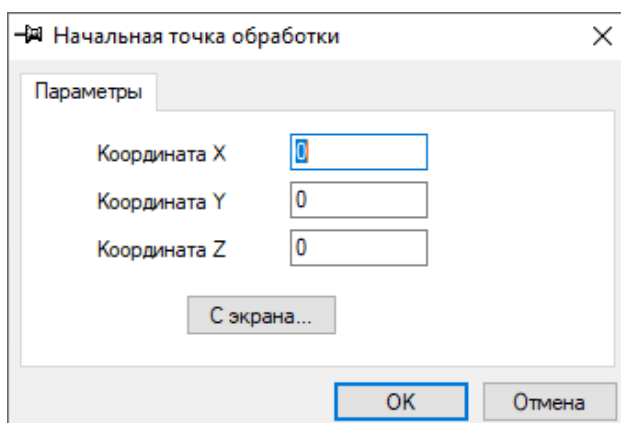 Начальная точка обработки
Параметры
Координата X 0
Координата Y 0
Координата Z 0
С экрана...
OK Отмена